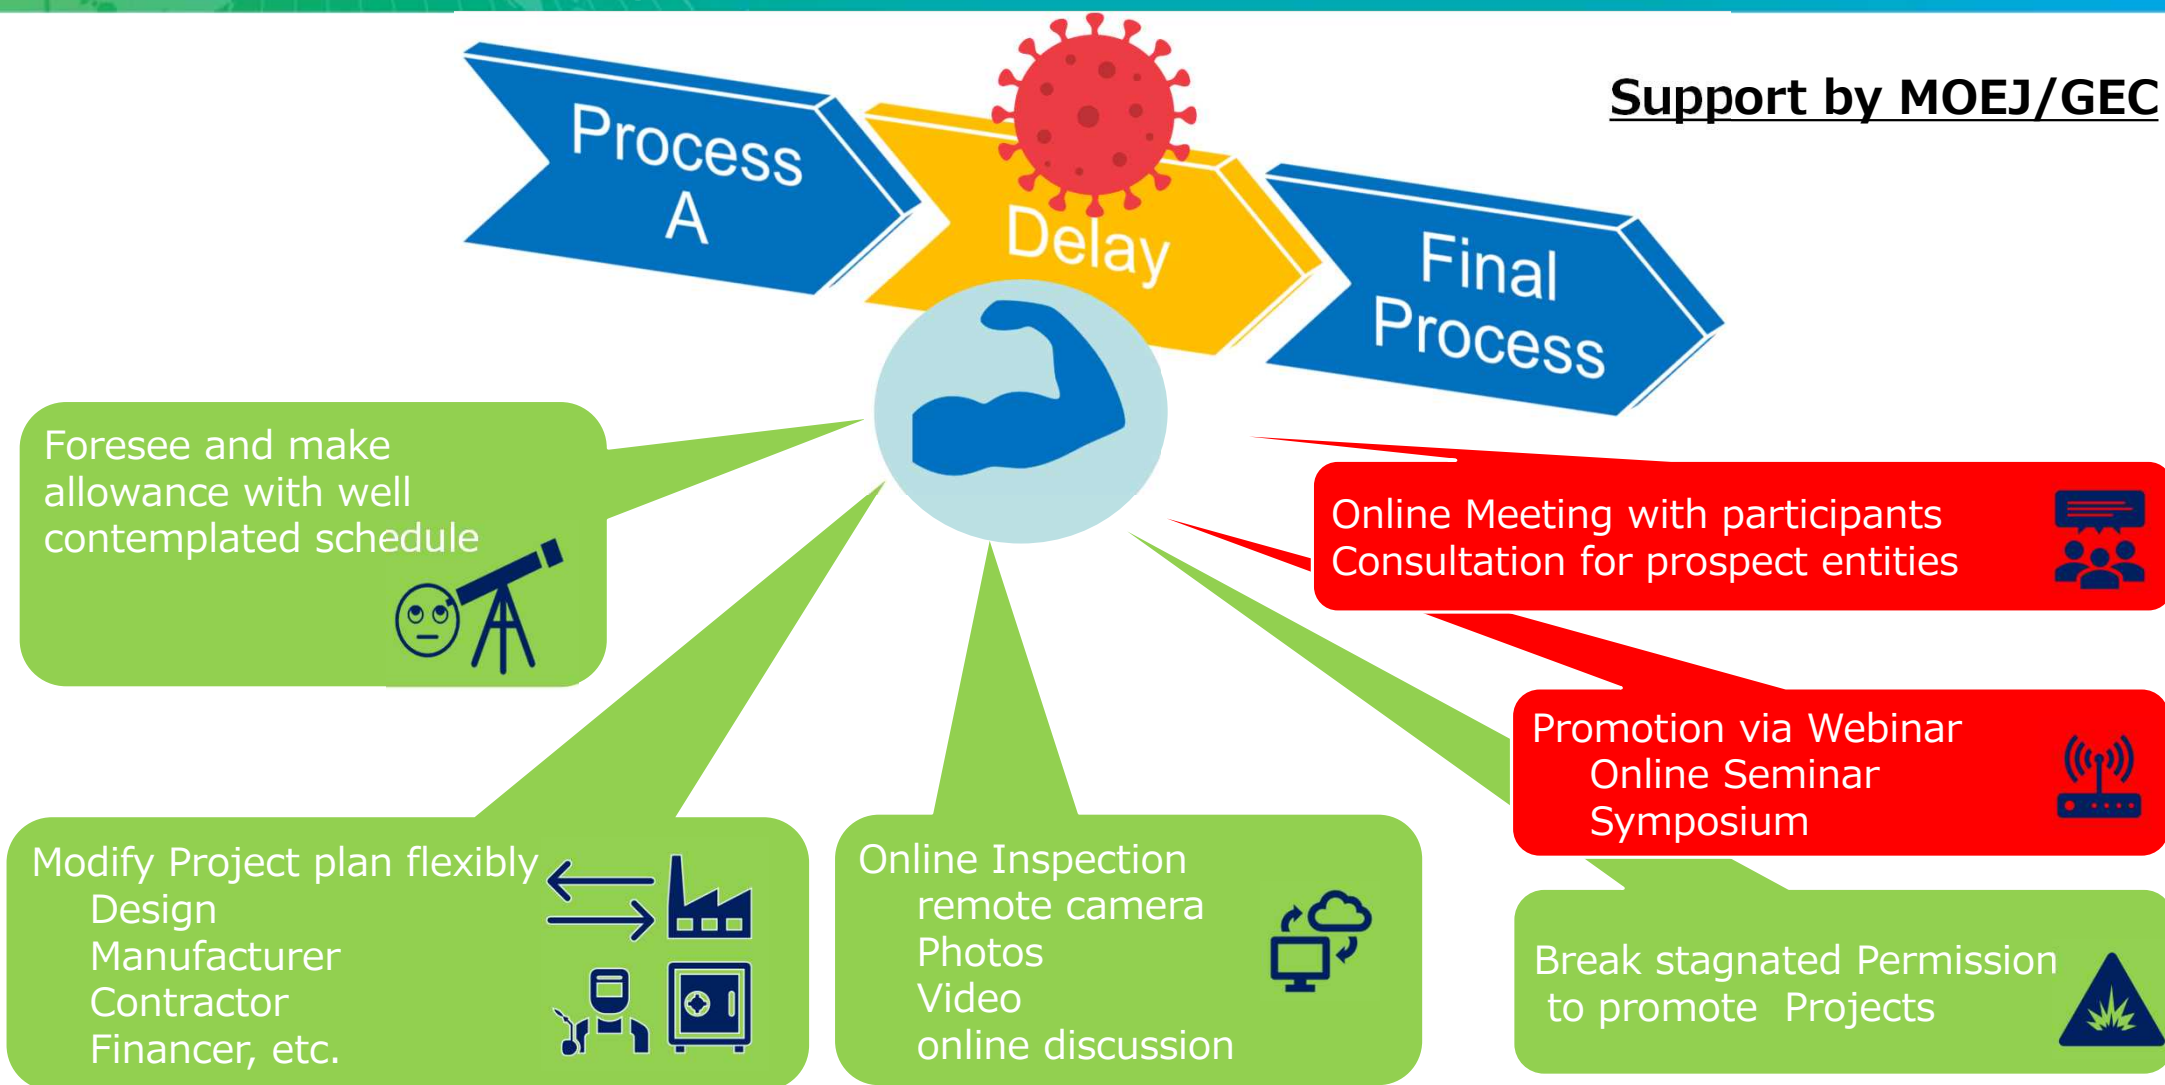 Support by MOEJ/GEC
Process
A
Delay
Final
Process
Foresee and make
allowance with well
contemplated schedule
Online Meeting with participants
Consultation for prospect entities
Promotion via Webinar
Online Seminar
Symposium
Modify Project plan flexibly
Design
Manufacturer
Contractor
Financer, etc.
Online Inspection
remote camera
Photos
Video
online discussion
Break stagnated Permission
to promote Projects